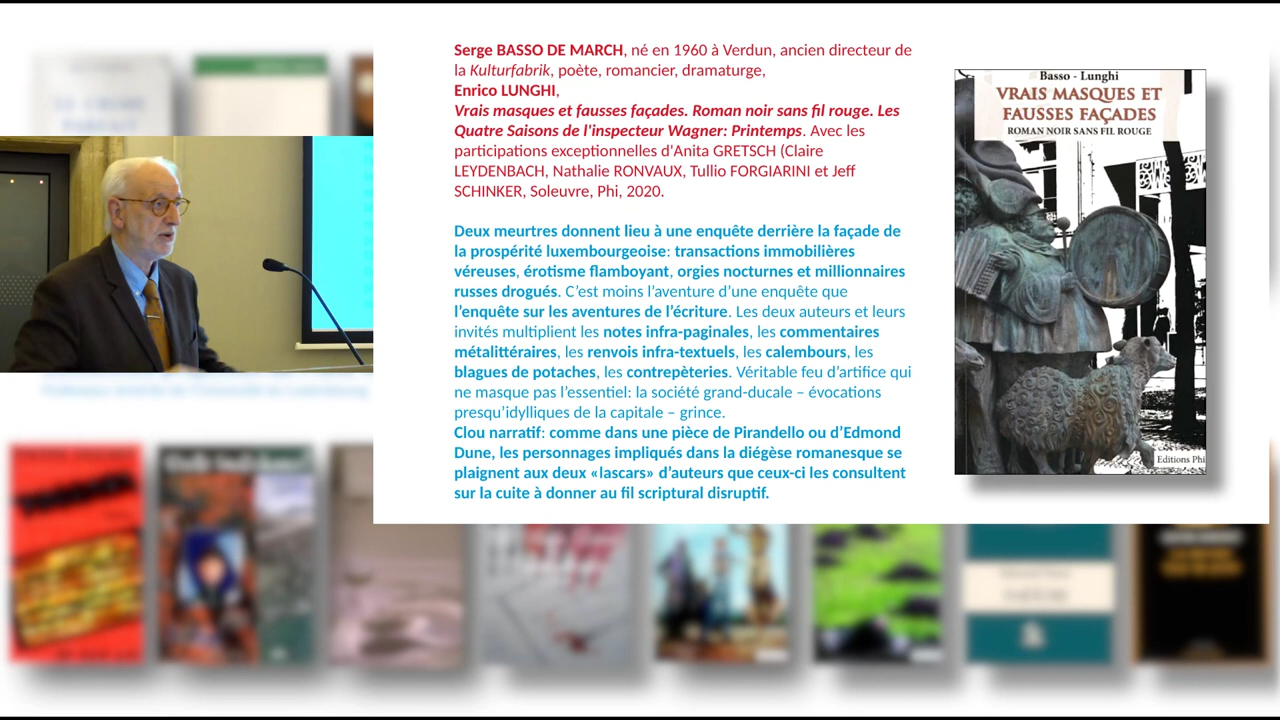 Serge BASSO DE MARCH, né en 1960 à Verdun, ancien directeur de
la Kulturfabrik, poète, romancier, dramaturge,
Enrico LUNGHI,
Vrais masques et fausses façades. Roman noir sans fil rouge. Les
Quatre Saisons de l'inspecteur Wagner: Printemps. Avec les
participations exceptionnelles d'Anita GRETSCH (Claire
LEYDENBACH, Nathalie RONVAUX, Tullio FORGIARINI et Jeff
SCHINKER, Soleuvre, Phi, 2020.
Deux meurtres donnent lieu à une enquête derrière la façade de
la prospérité luxembourgeoise: transactions immobilières
véreuses, érotisme flamboyant, orgies nocturnes et millionnaires
russes drogués. C’est moins l’aventure d’une enquête que
l’enquête sur les aventures de l’écriture. Les deux auteurs et leurs
invités multiplient les notes infra-paginales, les commentaires
métalittéraires, les renvois infra-textuels, les calembours, les
blagues de potaches, les contrepèteries. Véritable feu d’artifice qui
ne masque pas l’essentiel: la société grand-ducale – évocations
presqu’idylliques de la capitale – grince.
Clou narratif: comme dans une pièce de Pirandello ou d’Edmond
Dune, les personnages impliqués dans la diégèse romanesque se
plaignent aux deux «lascars» d’auteurs que ceux-ci les consultent
sur la cuite à donner au fil scriptural disruptif.
Basso - Lunghi
VRAIS MASQUES ET
FAUSSES FAÇADES
ROMAN NOIR SANS FIL ROUGE
Editions Phi